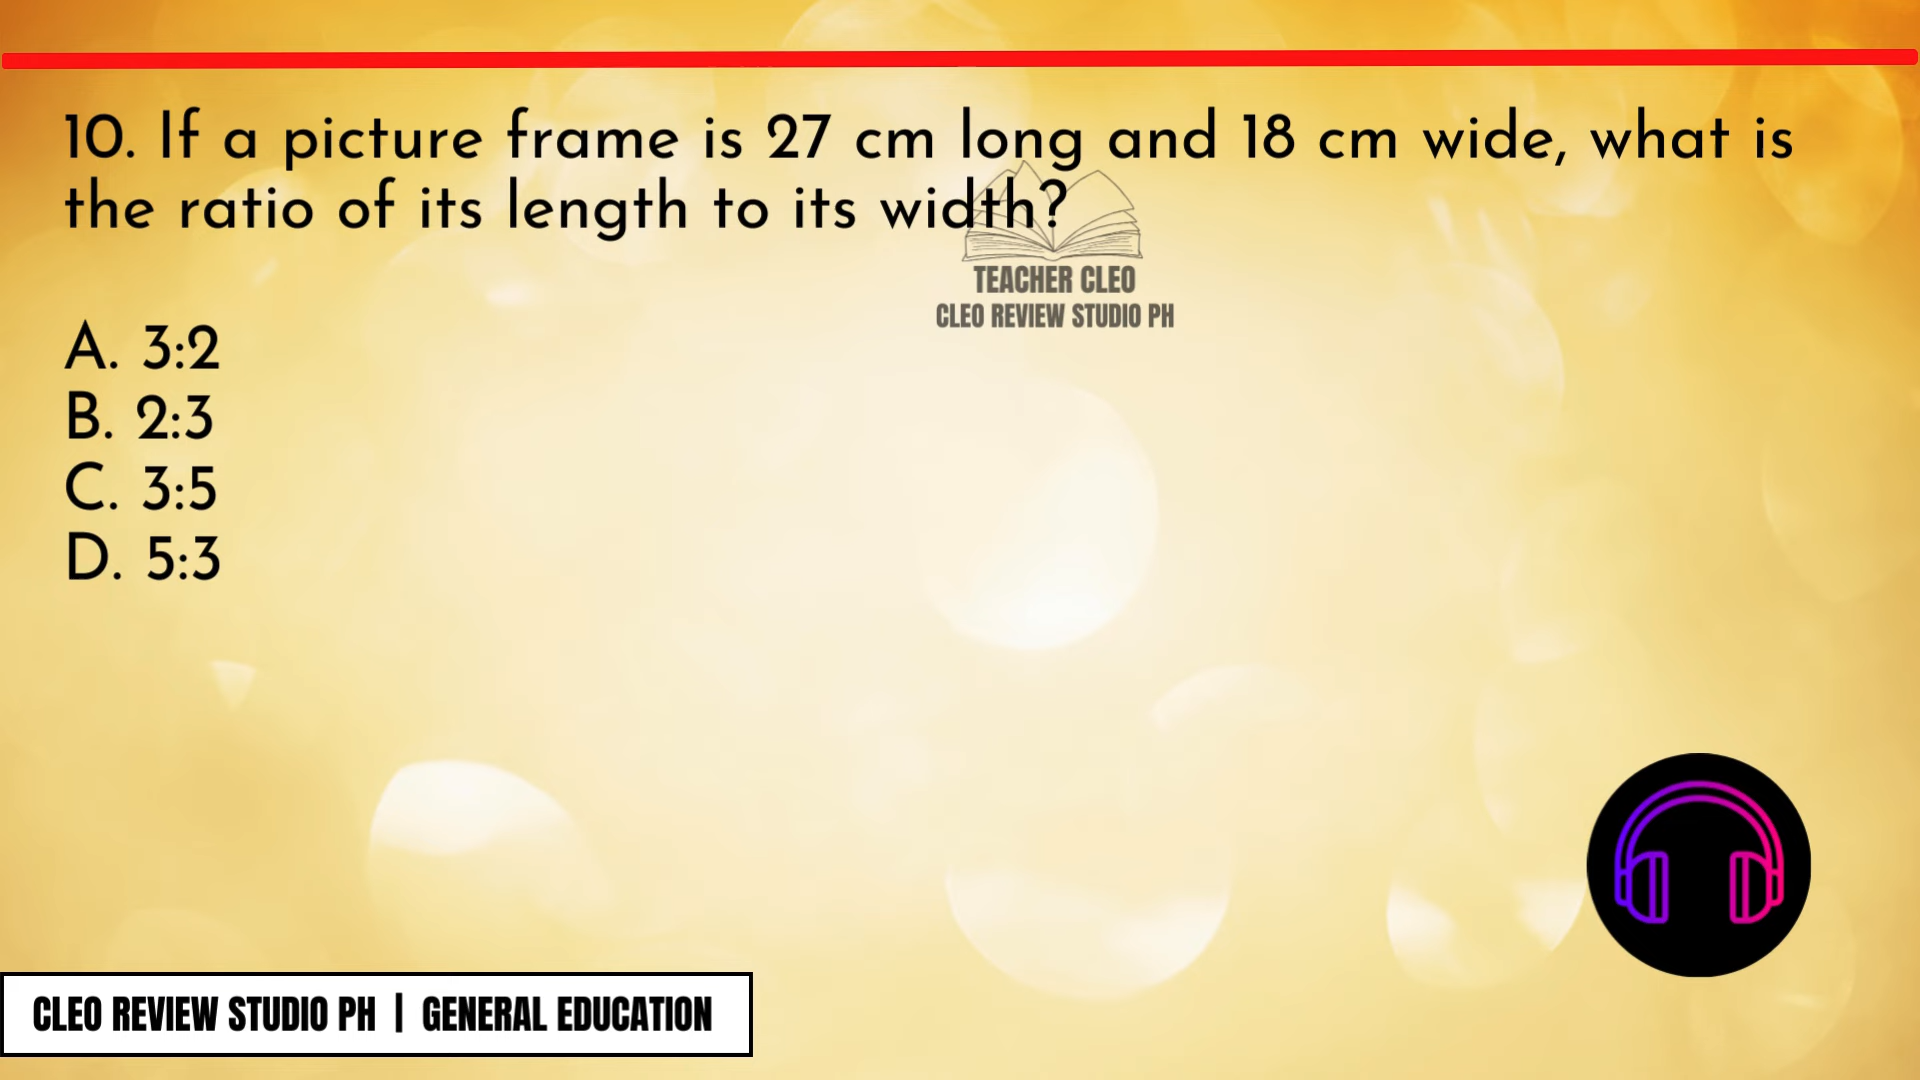 10. If a picture frame is 27 cm long and 18 cm wide, what is
the ratio of its length to its width?
TEACHER CLEO
CLEO REVIEW STUDIO PH
A. 3:2
B. 2:3
C. 3:5
D. 5:3
CLEO REVIEW STUDIO PH | GENERAL EDUCATION